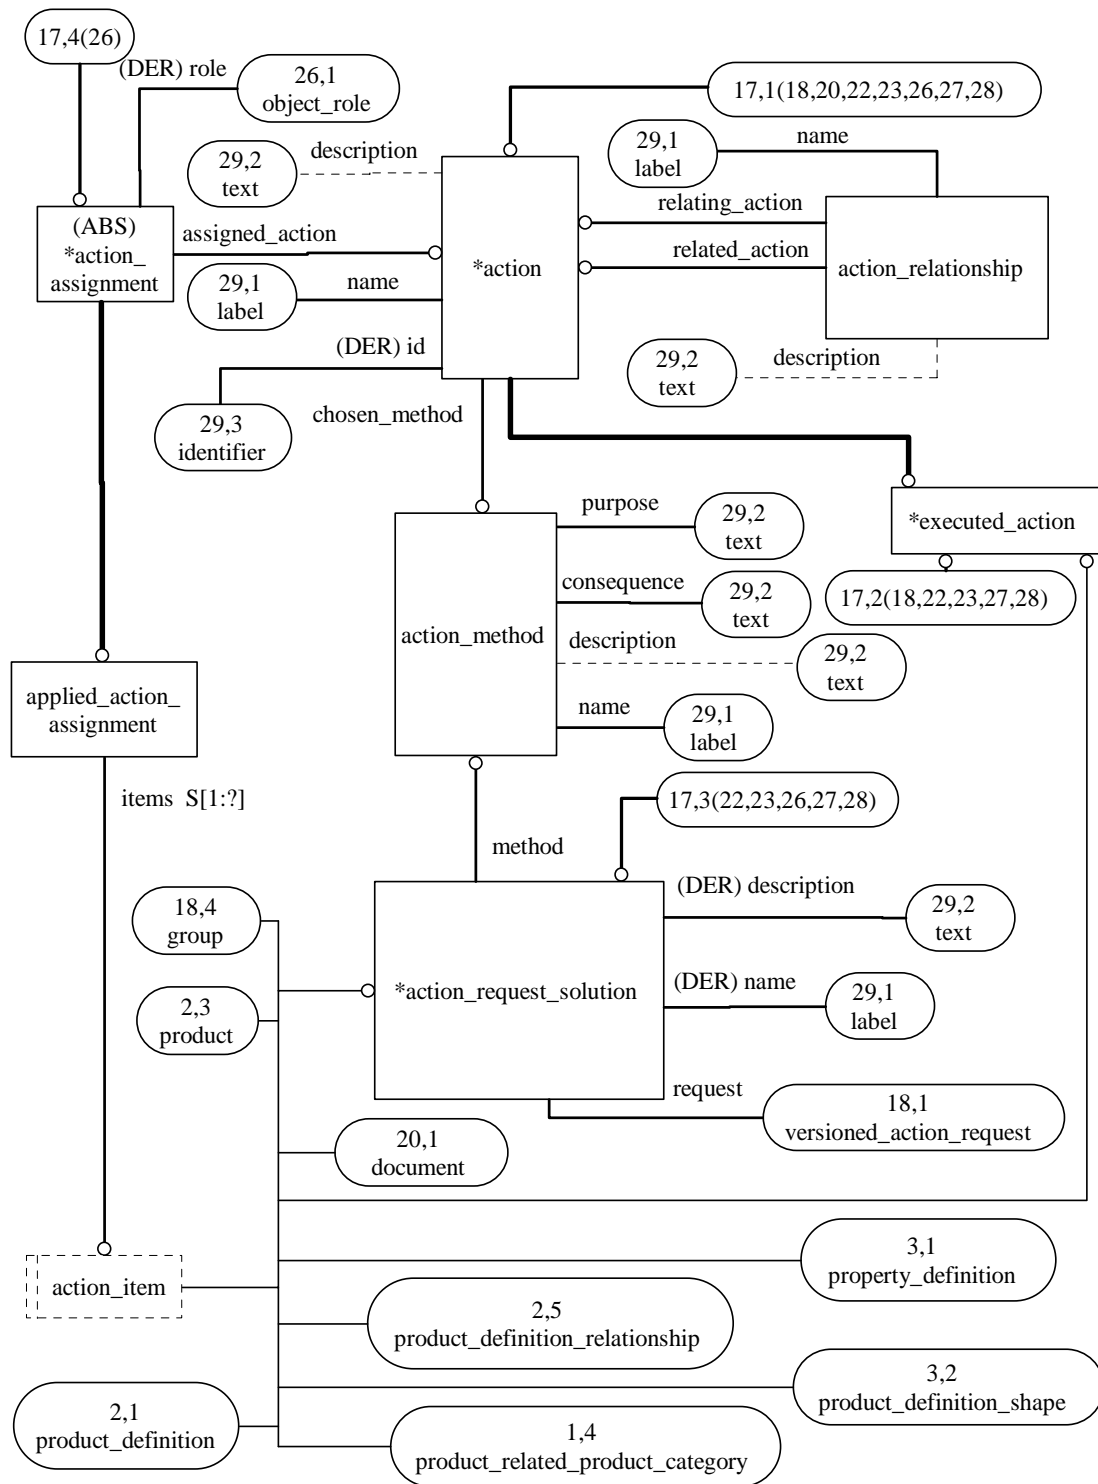 17,4(26)
(DER) role
26,1
object_role
17,1(18,20,22,23,26,27,28)
29,2
text
description
29,1
label
name
(ABS)
*action_
assignment
assigned_action
*action
relating_action
related_action
action_relationship
29,1
label
name
(DER) id
29,2
text
description
29,3
identifier
chosen_method
*executed_action
17,2(18,22,23,27,28)
action_method
purpose
29,2
text
consequence
29,2
text
description
29,2
text
name
29,1
label
applied_action_
assignment
items  S[1:?]
method
17,3(22,23,26,27,28)
18,4
group
2,3
product
*action_request_solution
(DER) description
29,2
text
(DER) name
29,1
label
request
18,1
versioned_action_request
20,1
document
action_item
3,1
property_definition
2,5
product_definition_relationship
3,2
product_definition_shape
2,1
product_definition
1,4
product_related_product_category